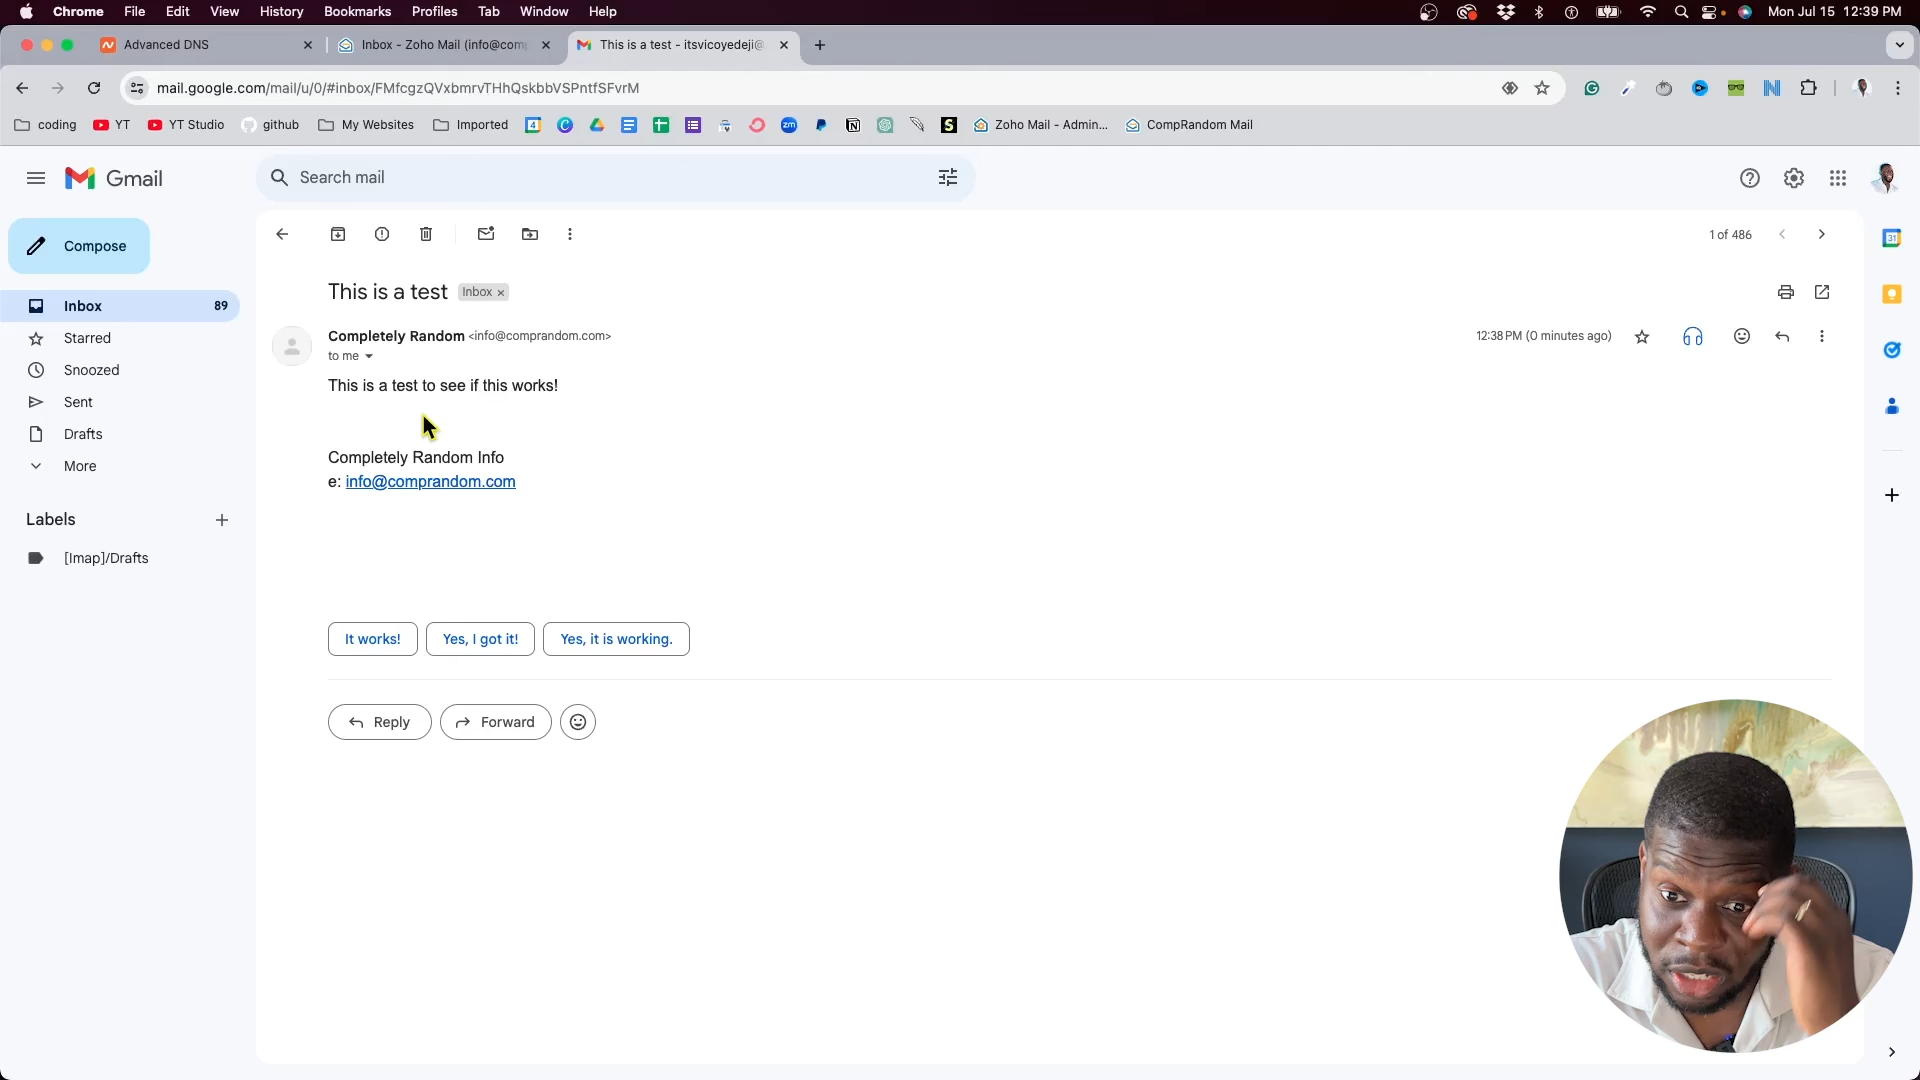 Chrome File Edit View History Bookmarks Profiles Tab Window Help Mon Jul 15 12:39 PM
Advanced DNS Inbox - Zoho Mail (info@com This is a test - itsvicoyedeji@
mail.google.com/mail/u/0/#inbox/FMfcgzQVxbmrvTHhQskbbVSPntfSFvrM
coding YT YT Studio github My Websites Imported Zoho Mail - Admin... CompRandom Mail
Gmail
Search mail
Compose
1 of 486
Inbox 89
Starred
Snoozed
Sent
Drafts
More
Labels
[Imap]/Drafts
This is a test Inbox
Completely Random <info@comprandom.com> 12:38 PM (0 minutes ago)
to me
This is a test to see if this works!
Completely Random Info
e: info@comprandom.com
It works! Yes, I got it! Yes, it is working.
Reply Forward